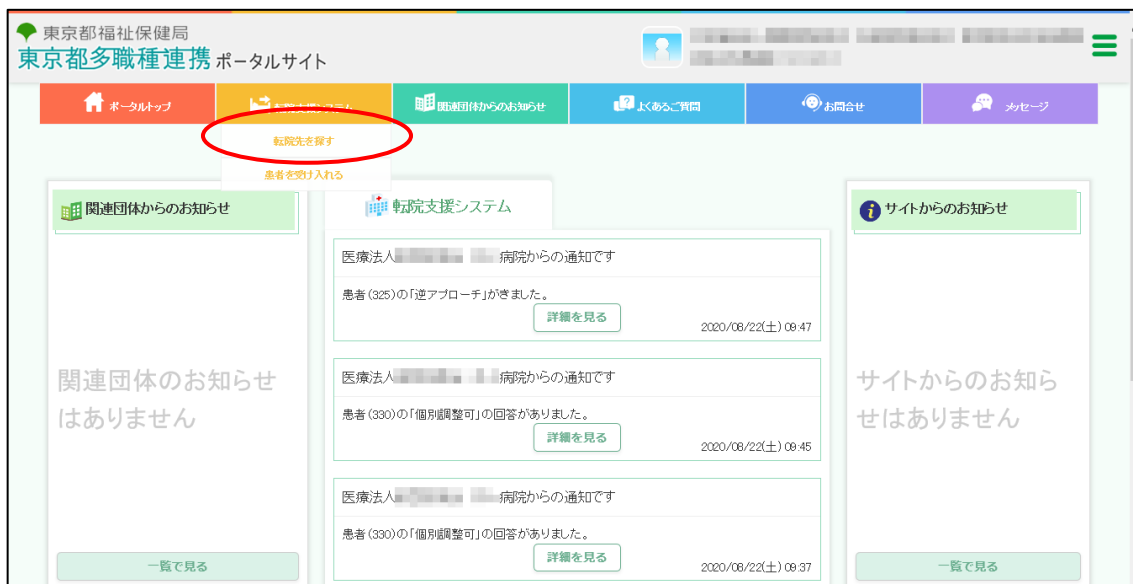 東京都福祉保健局
東京都多職種連携 ポータルサイト
ポータルトップ
転院支援システム
関連団体からのお知らせ
よくあるご質問
お問合せ
メッセージ
転院先を探す
患者を受け入れる
関連団体からのお知らせ
関連団体のお知らせ
はありません
一覧で見る
転院支援システム
医療法人 病院からの通知です
患者(325)の「逆アプローチ」がきました。
詳細を見る
2020/08/22(土) 09:47
医療法人 病院からの通知です
患者(330)の「個別調整可」の回答がありました。
詳細を見る
2020/08/22(土) 09:45
医療法人 病院からの通知です
患者(330)の「個別調整可」の回答がありました。
詳細を見る
2020/08/22(土) 09:37
サイトからのお知らせ
サイトからのお知ら
せはありません
一覧で見る